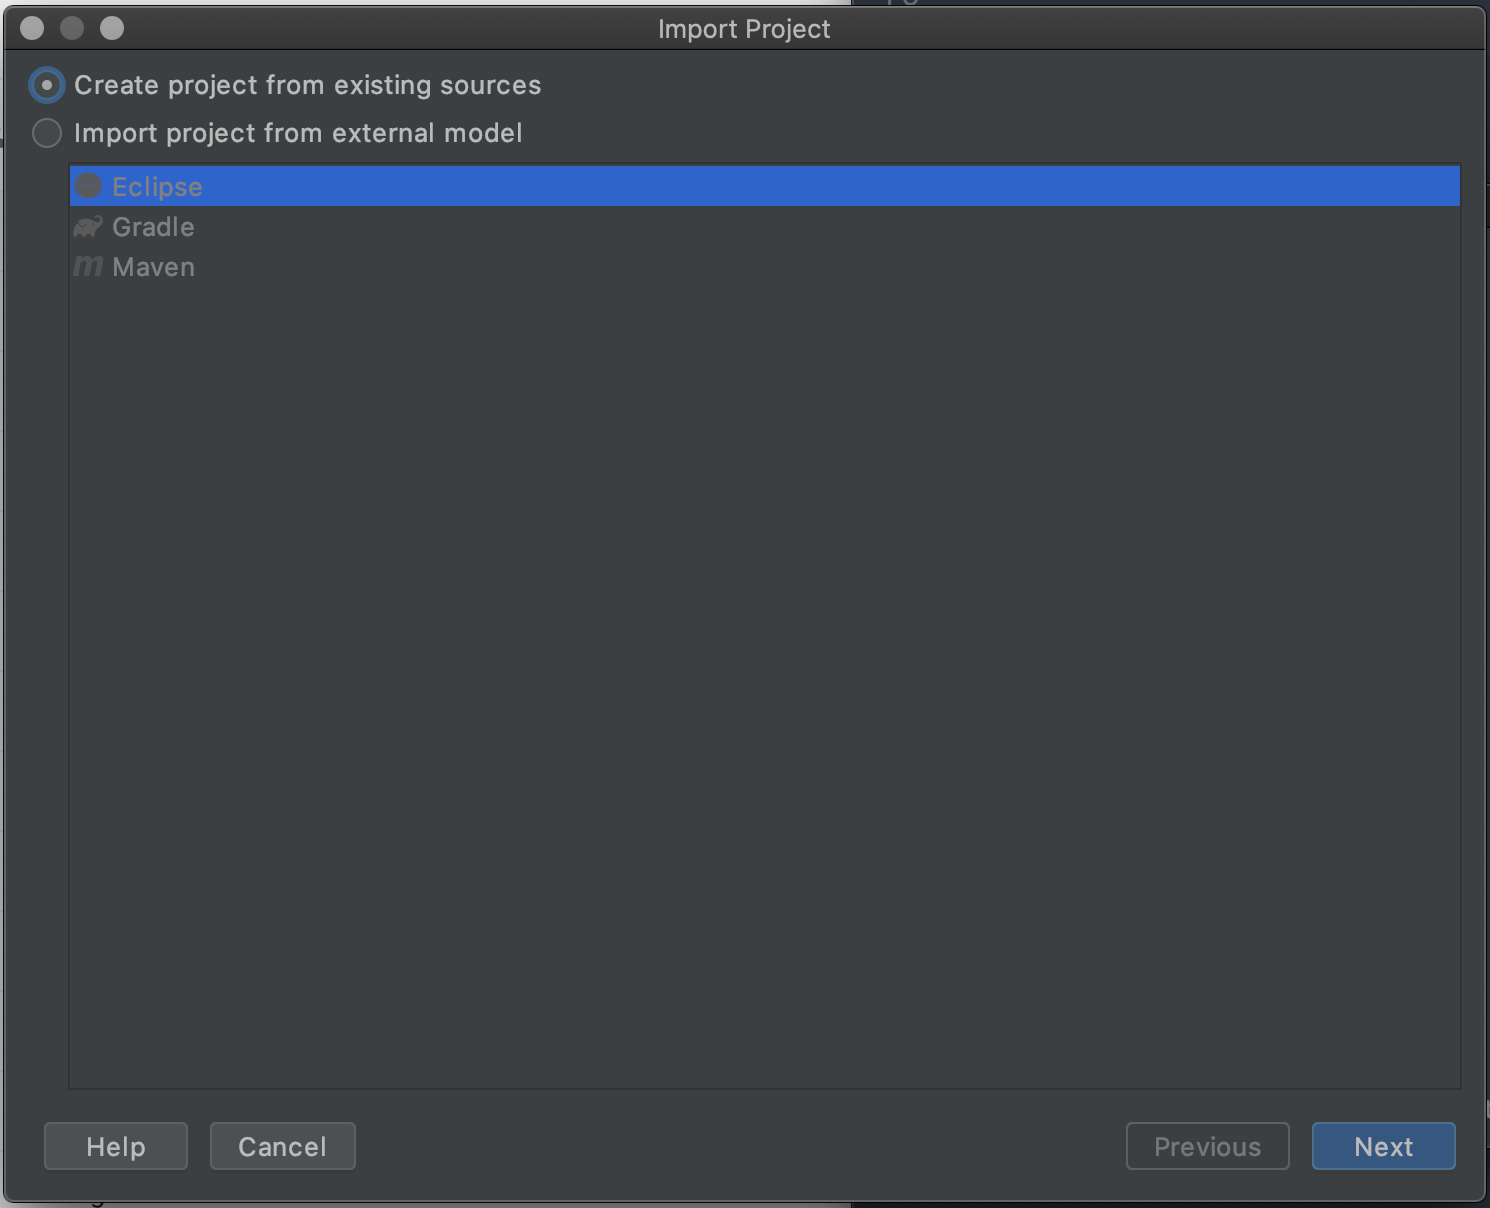 Import Project
Create project from existing sources
Import project from external model
Eclipse
Gradle
m Maven
Help Cancel Previous Next